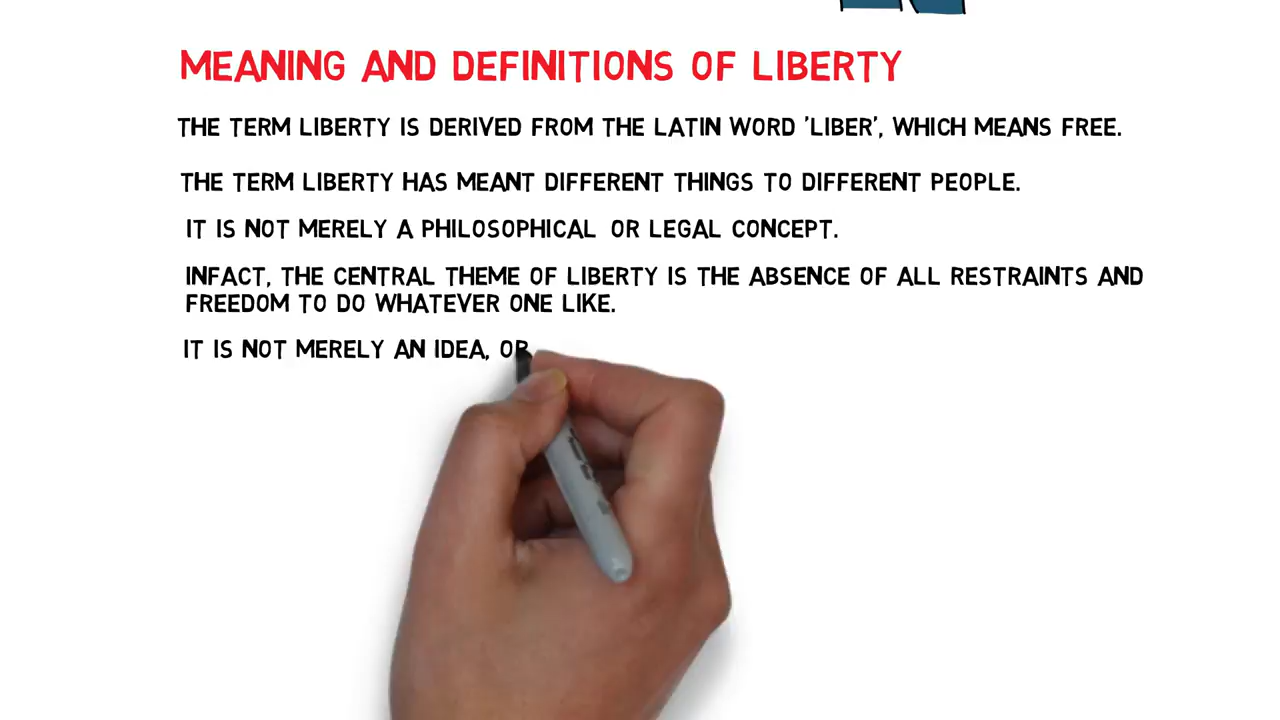 MEANING AND DEFINITIONS OF LIBERTY
THE TERM LIBERTY IS DERIVED FROM THE LATIN WORD 'LIBER', WHICH MEANS FREE.
THE TERM LIBERTY HAS MEANT DIFFERENT THINGS TO DIFFERENT PEOPLE.
IT IS NOT MERELY A PHILOSOPHICAL OR LEGAL CONCEPT.
INFACT, THE CENTRAL THEME OF LIBERTY IS THE ABSENCE OF ALL RESTRAINTS AND
FREEDOM TO DO WHATEVER ONE LIKE.
IT IS NOT MERELY AN IDEA, OR